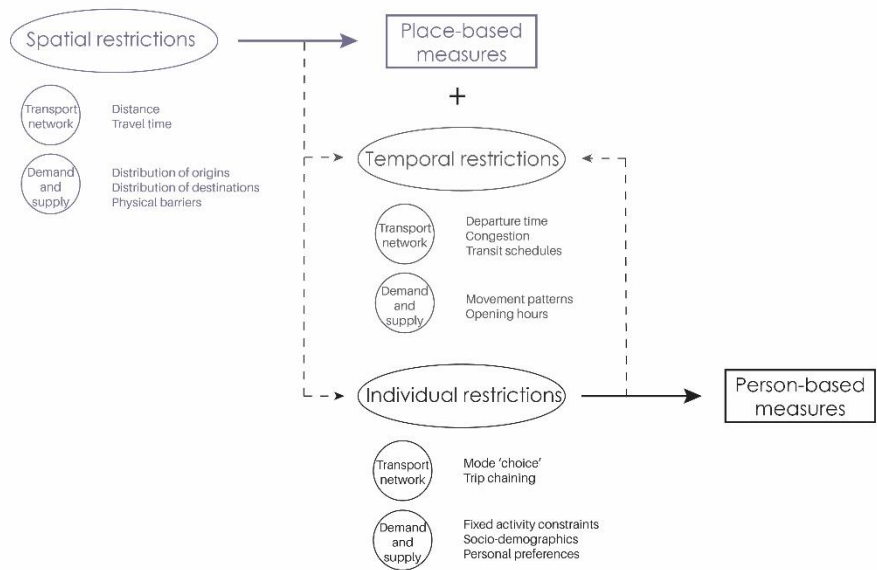 Spatial restrictions
Place-based
measures
Transport
network
Distance
Travel time
Demand
and
supply
Distribution of origins
Distribution of destinations
Physical barriers
+
Temporal restrictions
Transport
network
Departure time
Congestion
Transit schedules
Demand
and
supply
Movement patterns
Opening hours
Individual restrictions
Person-based
measures
Transport
network
Mode ‘choice’
Trip chaining
Demand
and
supply
Fixed activity constraints
Socio-demographics
Personal preferences